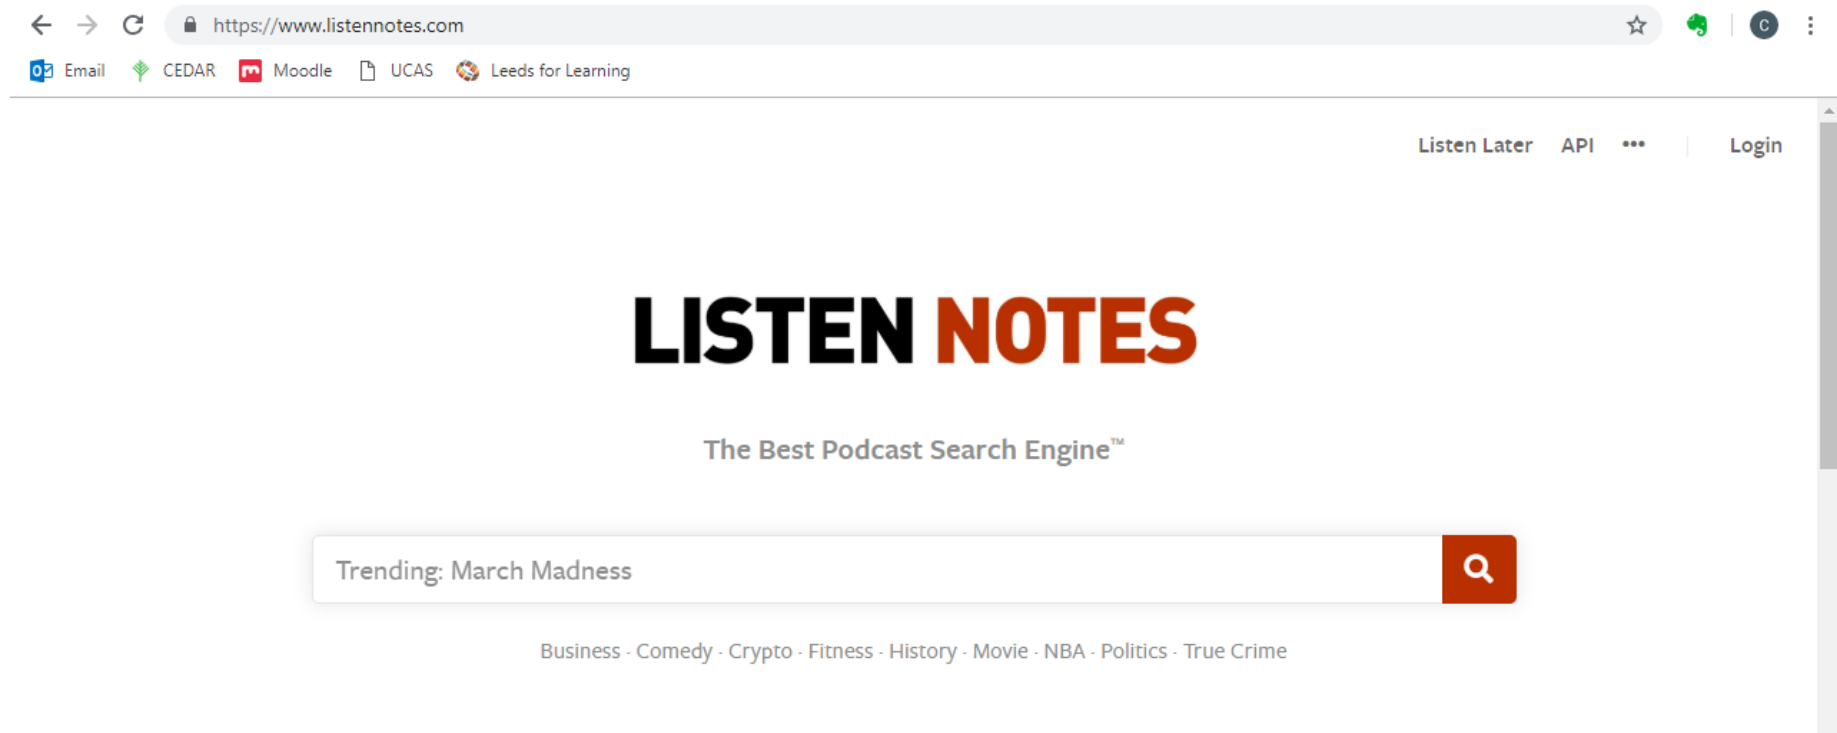 https://www.listennotes.com
C
Email CEDAR Moodle UCAS Leeds for Learning
Listen Later API ••• Login
LISTEN NOTES
The Best Podcast Search Engine™
Trending: March Madness
Business · Comedy · Crypto · Fitness · History · Movie · NBA · Politics · True Crime